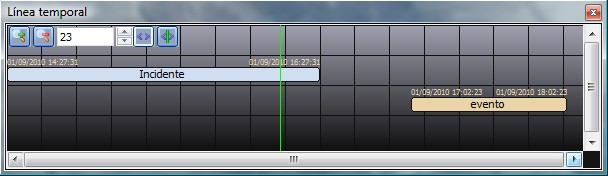 Línea temporal
23
01/09/2010 14:27:31 01/09/2010 16:27:31
Incidente
01/09/2010 17:02:23 01/09/2010 18:02:23
evento